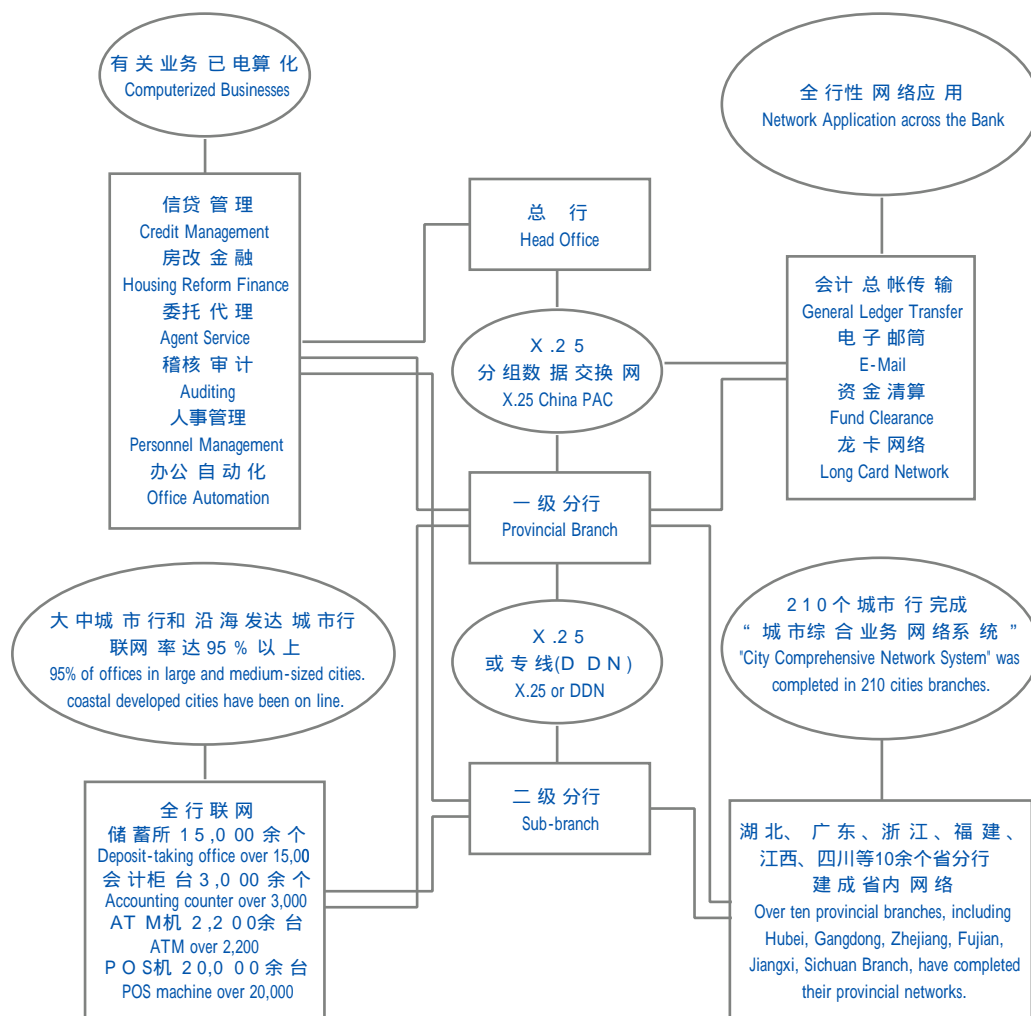 有关业务已电算化
Computerized Businesses
全行性网络应用
Network Application across the Bank
信贷管理
Credit Management
房改金融
Housing Reform Finance
委托代理
Agent Service
稽核审计
Auditing
人事管理
Personnel Management
办公自动化
Office Automation
总 行
Head Office
会计总帐传输
General Ledger Transfer
电子邮筒
E-Mail
资金清算
Fund Clearance
龙卡网络
Long Card Network
X.25
分组数据交换网
X.25 China PAC
一级分行
Provincial Branch
大中城市行和沿海发达城市行
联网率达95%以上
95% of offices in large and medium-sized cities.
coastal developed cities have been on line.
X.25
或专线(DDN)
X.25 or DDN
210个城市行完成
“城市综合业务网络系统”
"City Comprehensive Network System" was
completed in 210 cities branches.
全行联网
储蓄所15,000余个
Deposit-taking office over 15,00
会计柜台3,000余个
Accounting counter over 3,000
ATM机2,200余台
ATM over 2,200
POS机20,000余台
POS machine over 20,000
二级分行
Sub-branch
湖北、广东、浙江、福建、
江西、四川等10余个省分行
建成省内网络
Over ten provincial branches, including
Hubei, Gangdong, Zhejiang, Fujian,
Jiangxi, Sichuan Branch, have completed
their provincial networks.